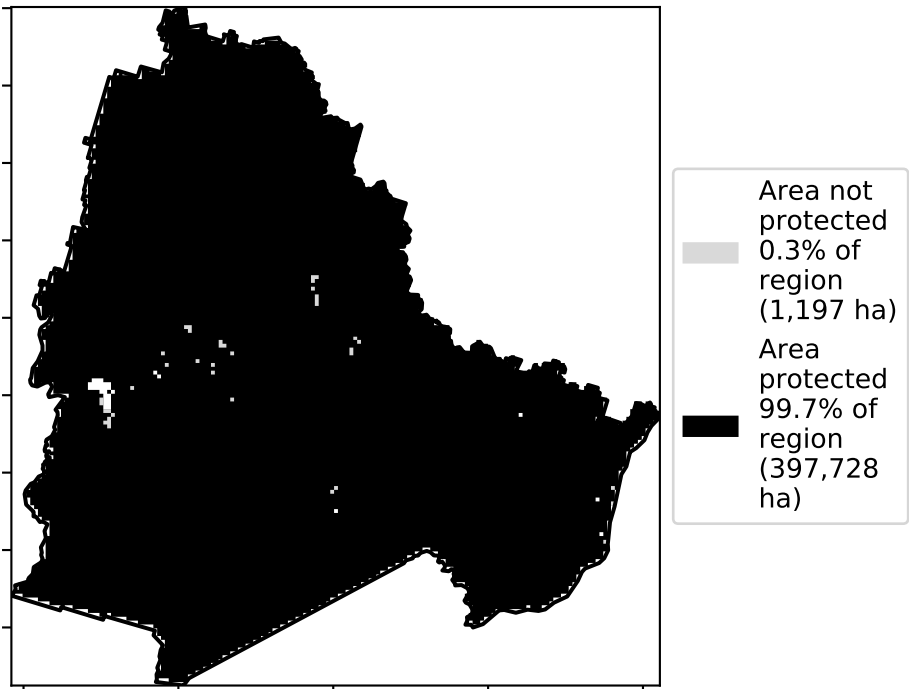 Area not
protected
0.3% of
region
(1,197 ha)
Area
protected
99.7% of
region
(397,728
ha)